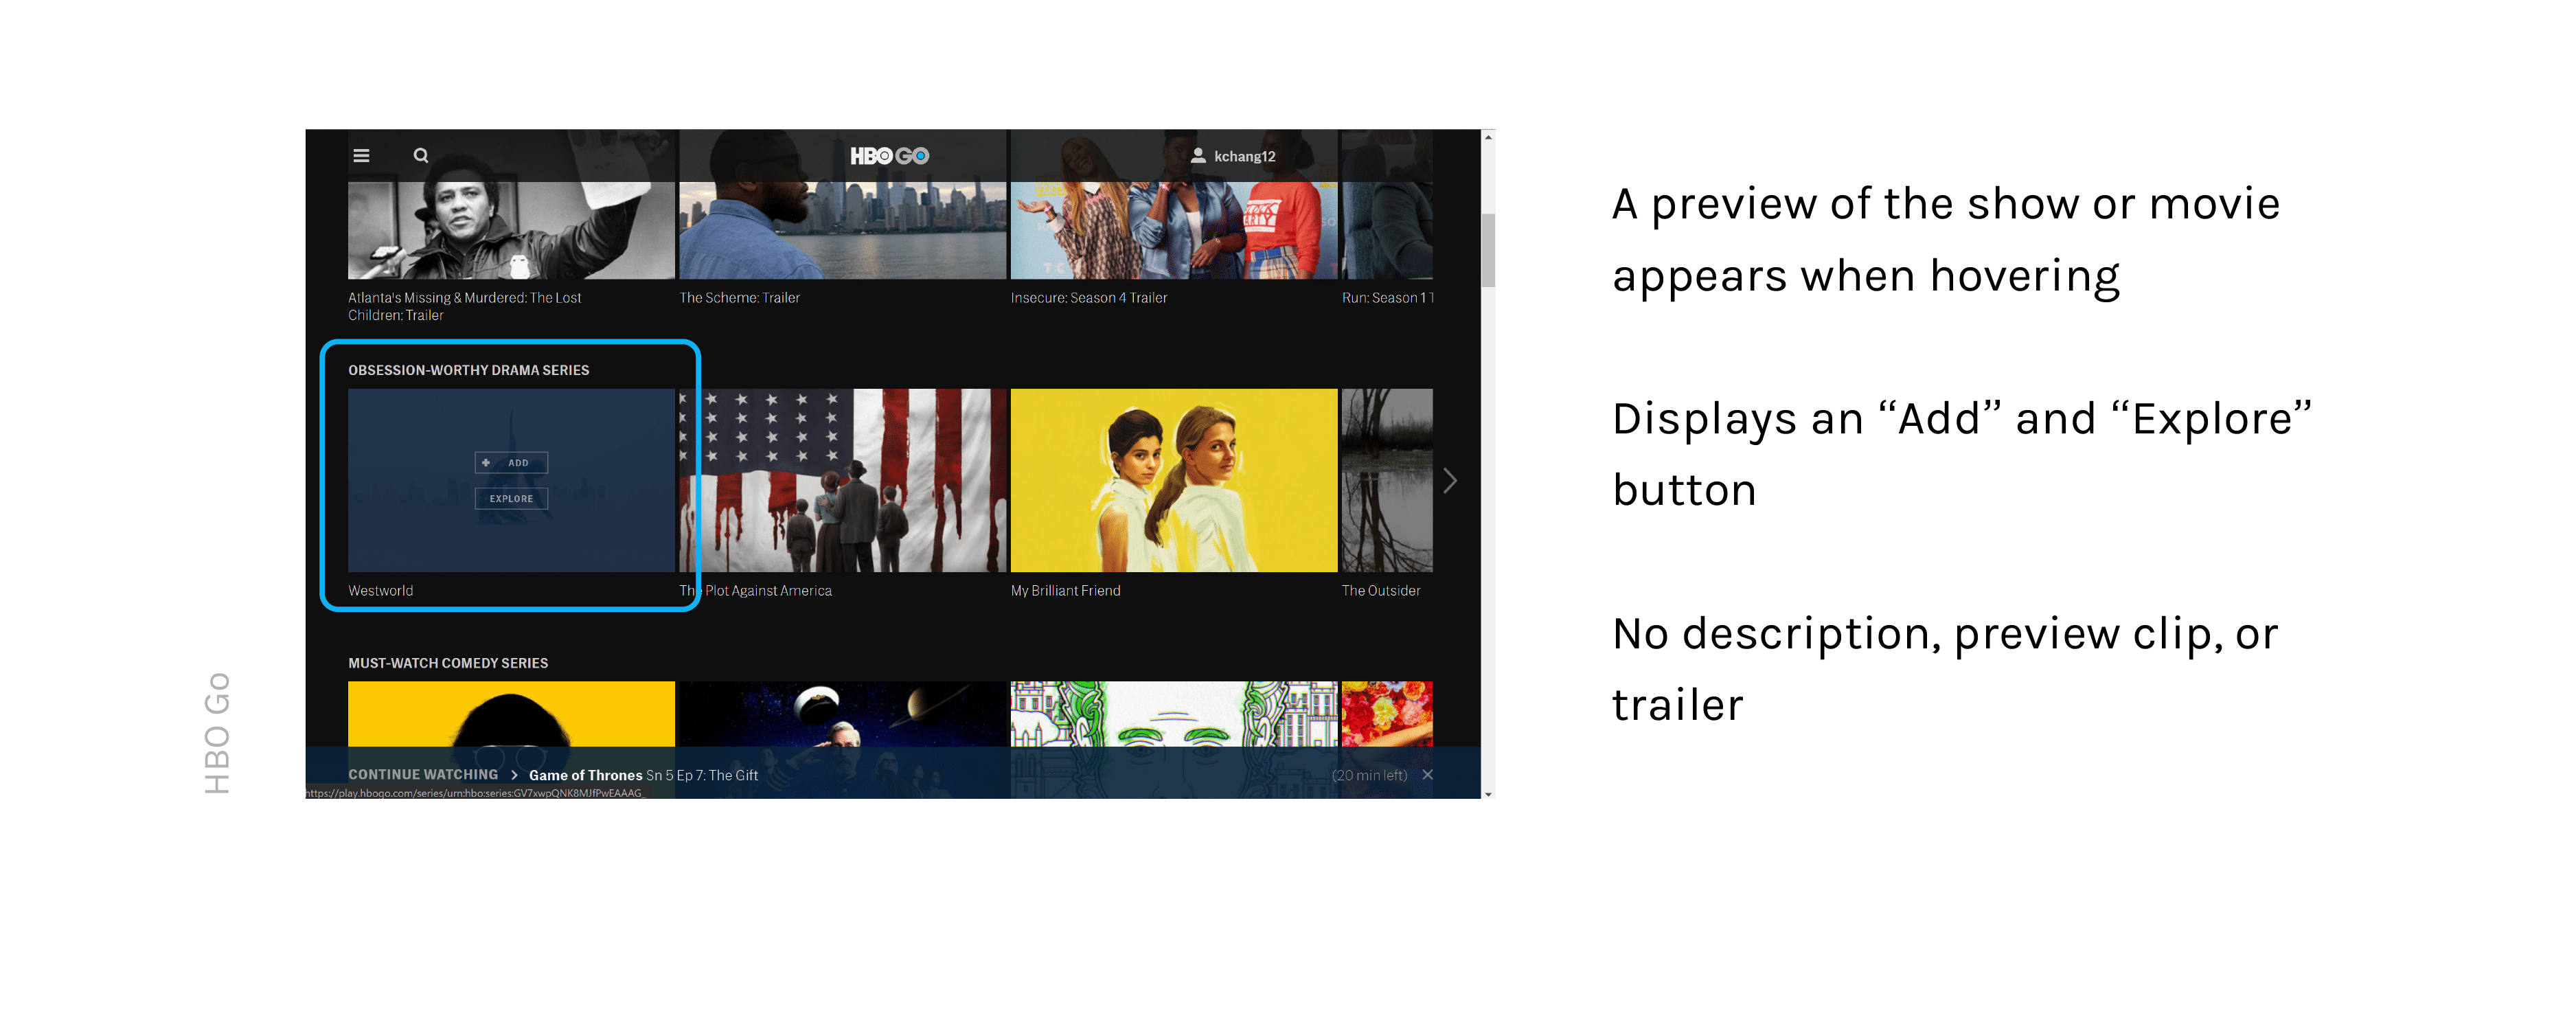 HBO GO
kchang12
Atlanta's Missing & Murdered: The Lost
Children: Trailer
The Scheme: Trailer
Insecure: Season 4 Trailer
Run: Season 1 T
OBSESSION-WORTHY DRAMA SERIES
+ ADD
EXPLORE
Westworld
The Plot Against America
My Brilliant Friend
The Outsider
MUST-WATCH COMEDY SERIES
CONTINUE WATCHING > Game of Thrones Sn 5 Ep 7: The Gift
(20 min left) ×
https://play.hbogo.com/series/urn:hbo:series:GV7xwpQNK8MJfPwEAAAG_
HBO Go
A preview of the show or movie
appears when hovering
Displays an “Add” and “Explore”
button
No description, preview clip, or
trailer